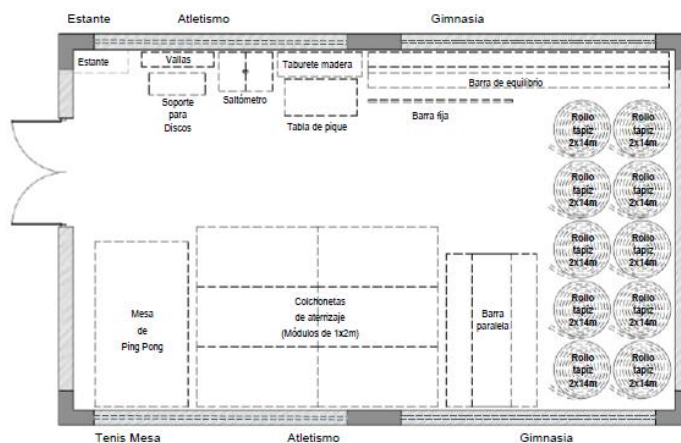 Estante
Atletismo
Gimnasia
Estante
Vallas
Saltómetro
Taburete madera
Barra de equilibrio
Soporte
para
Discos
Tabla de pique
Barra fija
Rollo
tapiz
2x14m
Rollo
tapiz
2x14m
Rollo
tapiz
2x14m
Rollo
tapiz
2x14m
Rollo
tapiz
2x14m
Rollo
tapiz
2x14m
Rollo
tapiz
2x14m
Rollo
tapiz
2x14m
Rollo
tapiz
2x14m
Rollo
tapiz
2x14m
Mesa
de
Ping Pong
Colchonetas
de aterrizaje
(Módulos de 1x2m)
Barra
paralela
Tenis Mesa
Atletismo
Gimnasia